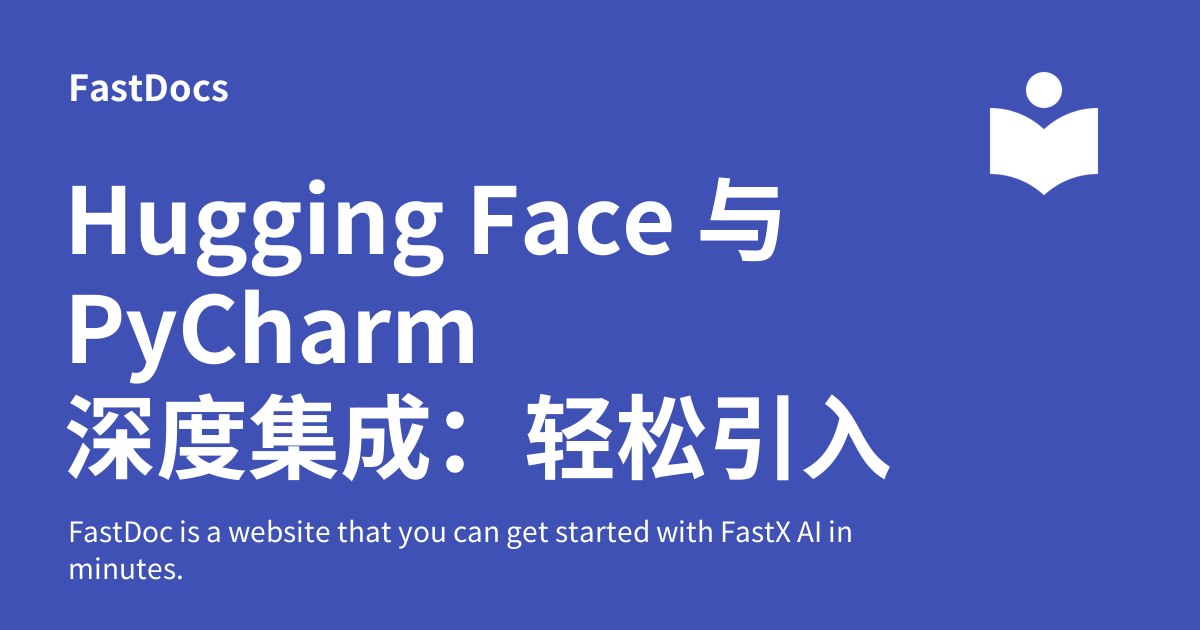 FastDocs
Hugging Face 与
PyCharm
深度集成：轻松引入
FastDoc is a website that you can get started with FastX AI in
minutes.